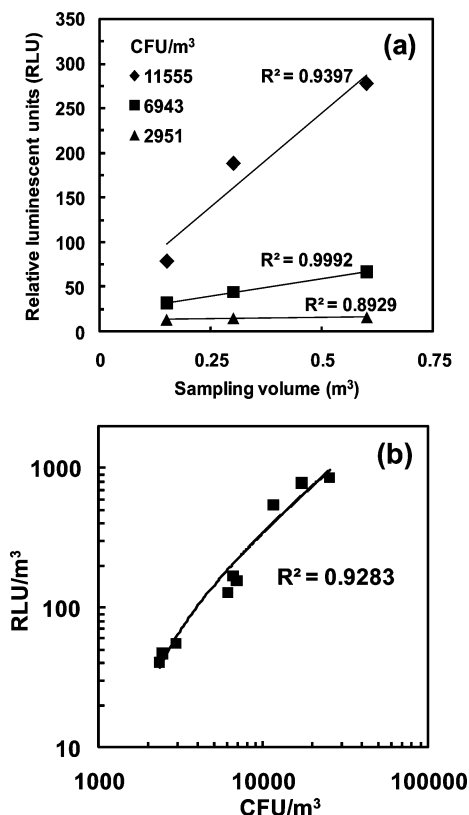 (a)
CFU/m³
11555
6943
2951
R² = 0.9397
R² = 0.9992
R² = 0.8929
350
300
250
200
150
100
50
0
0 0.25 0.5 0.75
Relative luminescent units (RLU)
Sampling volume (m³)
(b)
R² = 0.9283
1000
100
10
1000 10000 100000
RLU/m³
CFU/m³